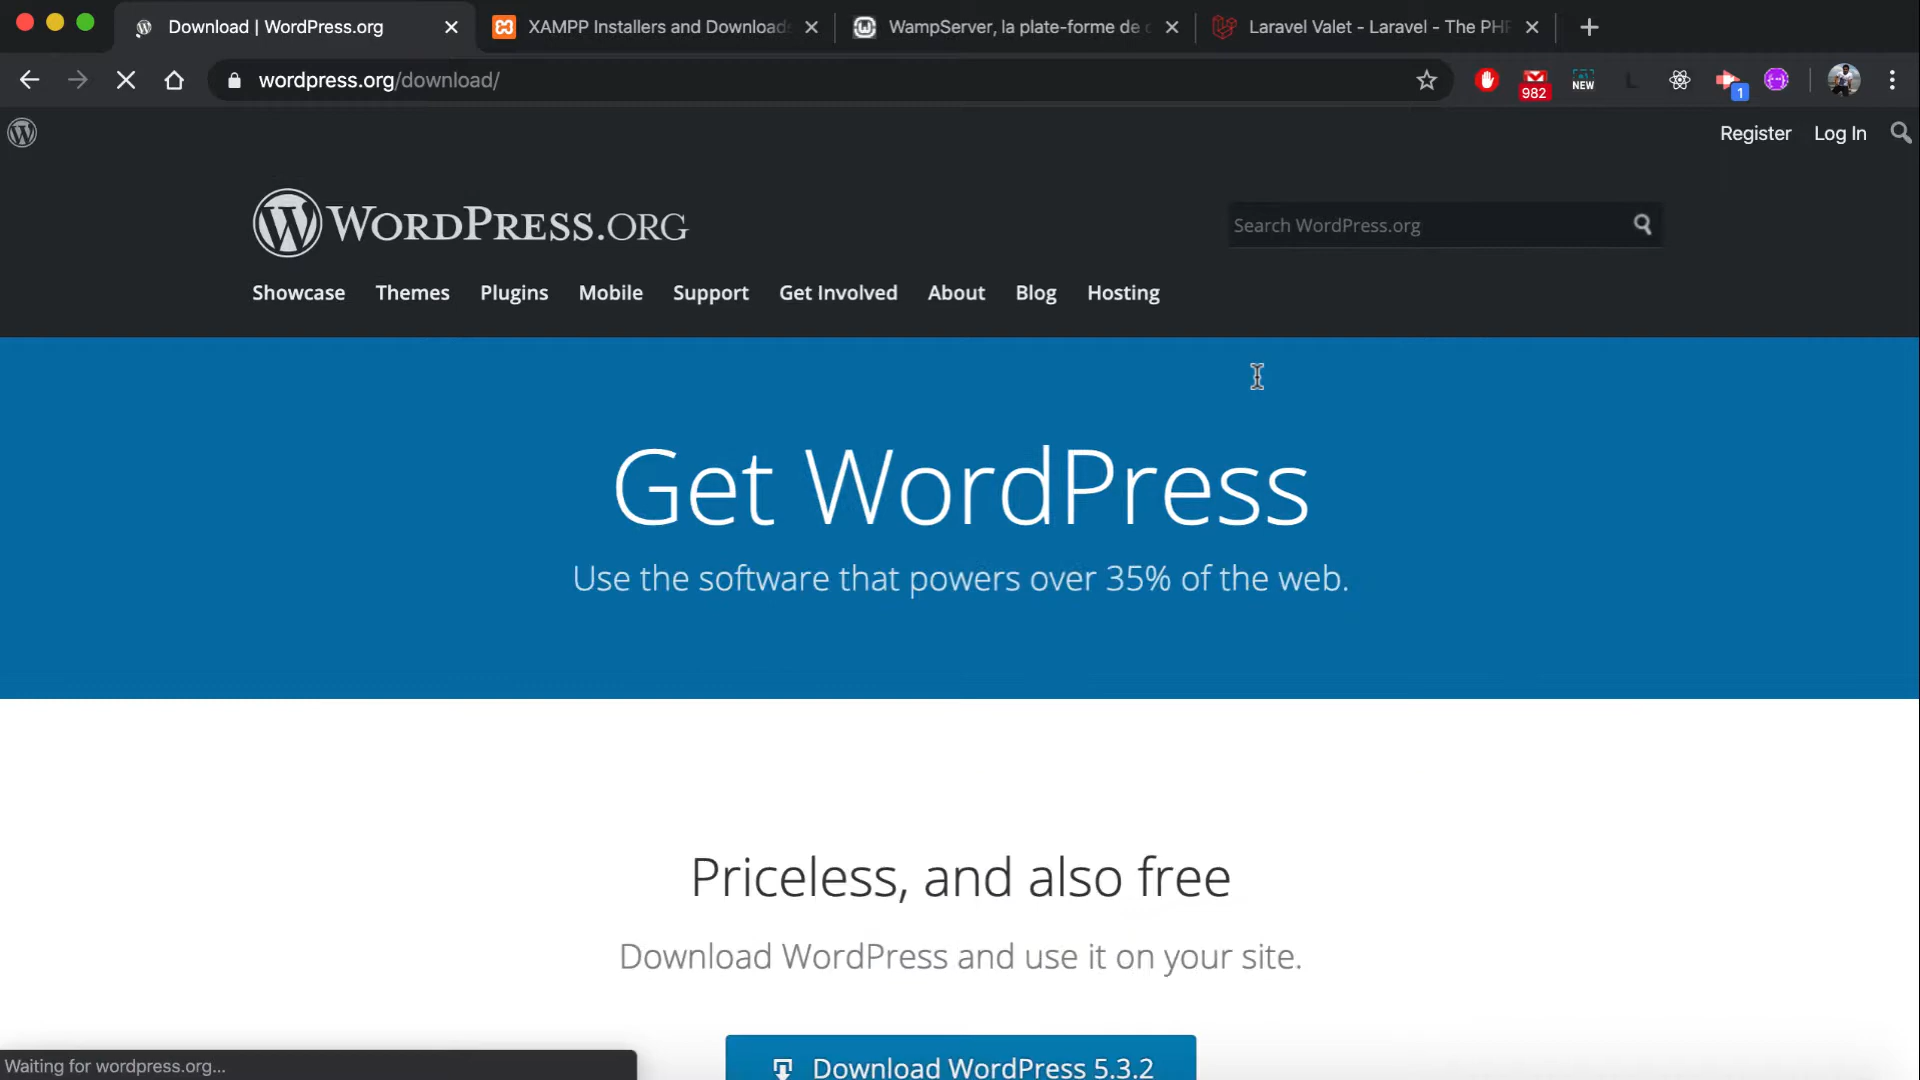 Download | WordPress.org
XAMPP Installers and Downloads
WampServer, la plate-forme de
Laravel Valet - Laravel - The PHP
wordpress.org/download/
982
NEW
1
Register
Log In
WORDPRESS.ORG
Search WordPress.org
Showcase
Themes
Plugins
Mobile
Support
Get Involved
About
Blog
Hosting
Get WordPress
Use the software that powers over 35% of the web.
Priceless, and also free
Download WordPress and use it on your site.
Download WordPress 5.3.2
Waiting for wordpress.org...